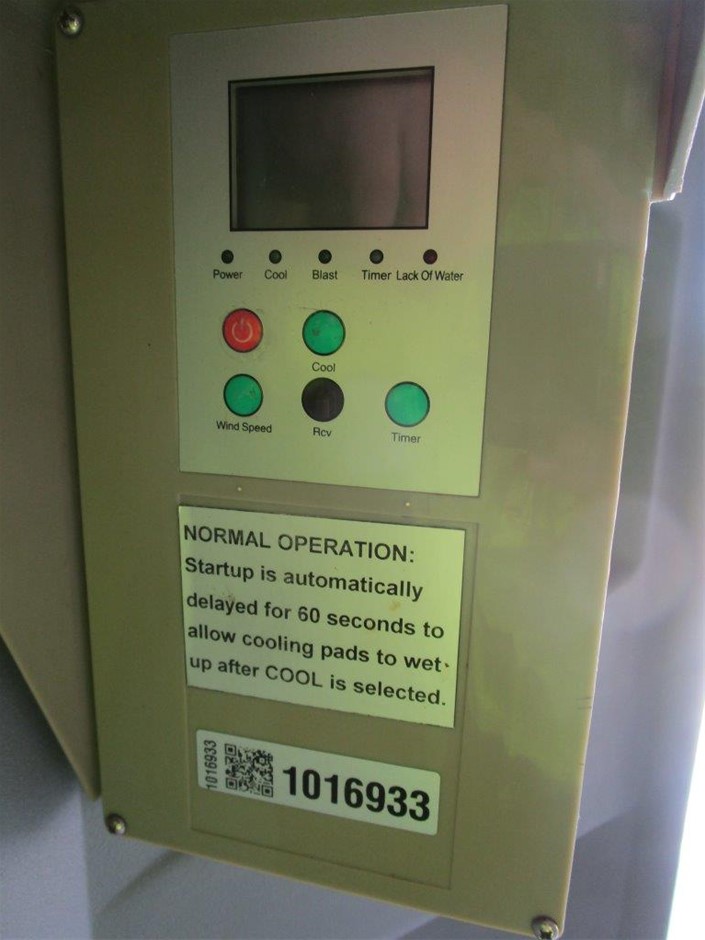 Power Cool Blast Timer Lack Of Water
Cool
Wind Speed Rcv Timer
NORMAL OPERATION:
Startup is automatically
delayed for 60 seconds to
allow cooling pads to wet-
up after COOL is selected.
1016933 1016933